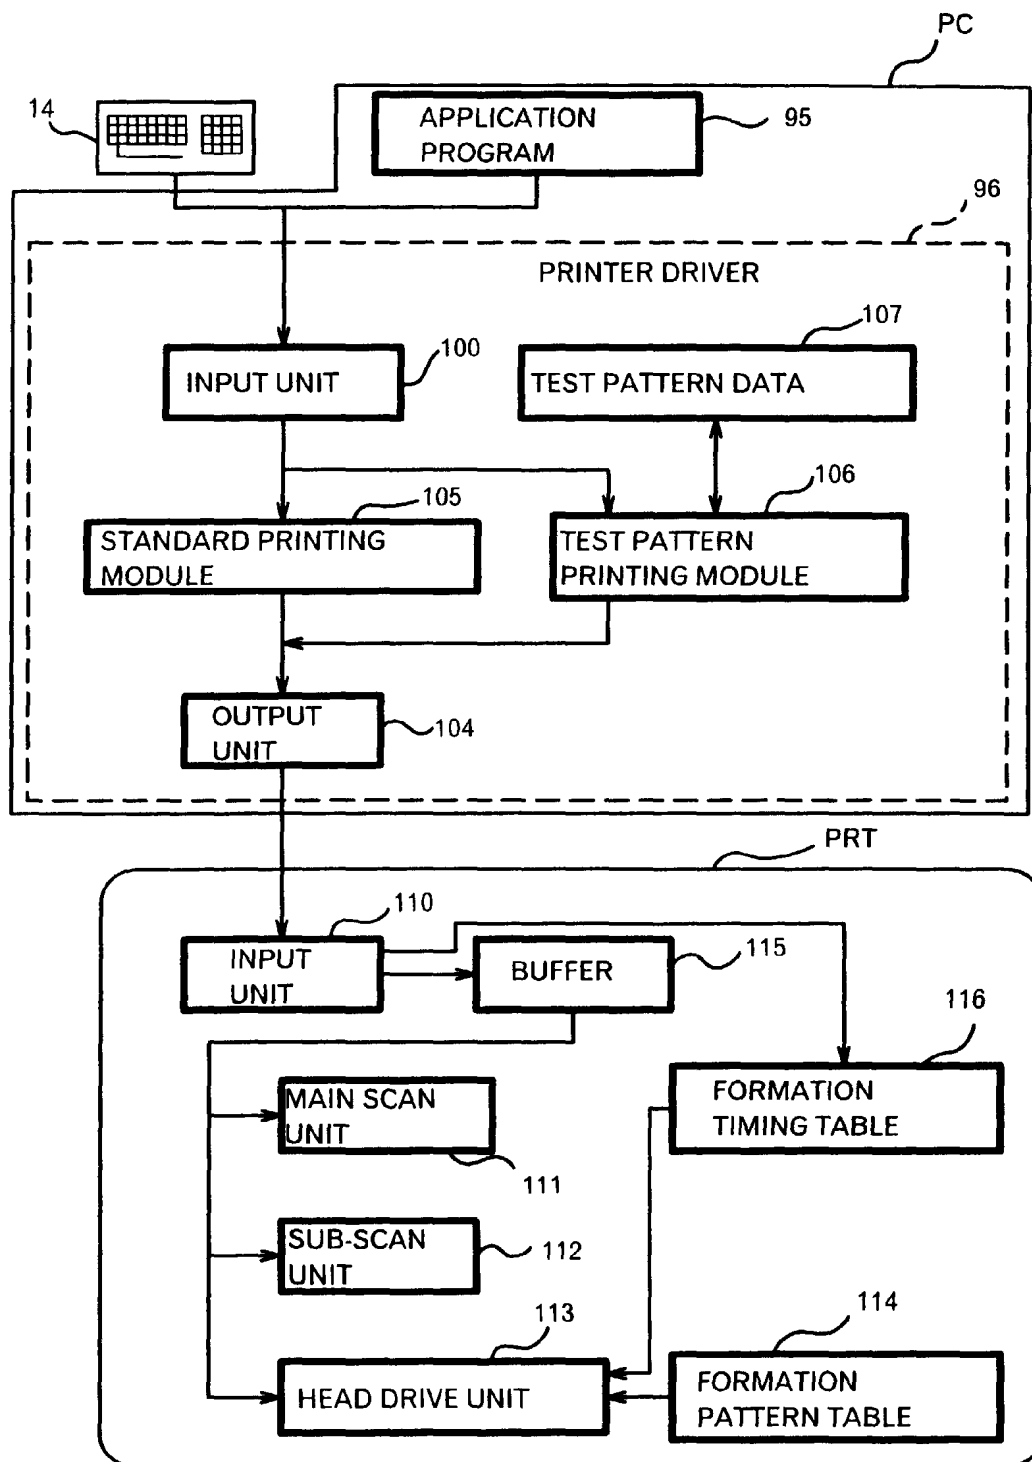 PC
14
APPLICATION
PROGRAM
95
96
PRINTER DRIVER
107
100
INPUT UNIT
TEST PATTERN DATA
106
105
STANDARD PRINTING
MODULE
TEST PATTERN
PRINTING MODULE
OUTPUT
UNIT
104
PRT
110
INPUT
UNIT
BUFFER
115
116
MAIN SCAN
UNIT
FORMATION
TIMING TABLE
111
SUB-SCAN
UNIT
112
113
114
HEAD DRIVE UNIT
FORMATION
PATTERN TABLE